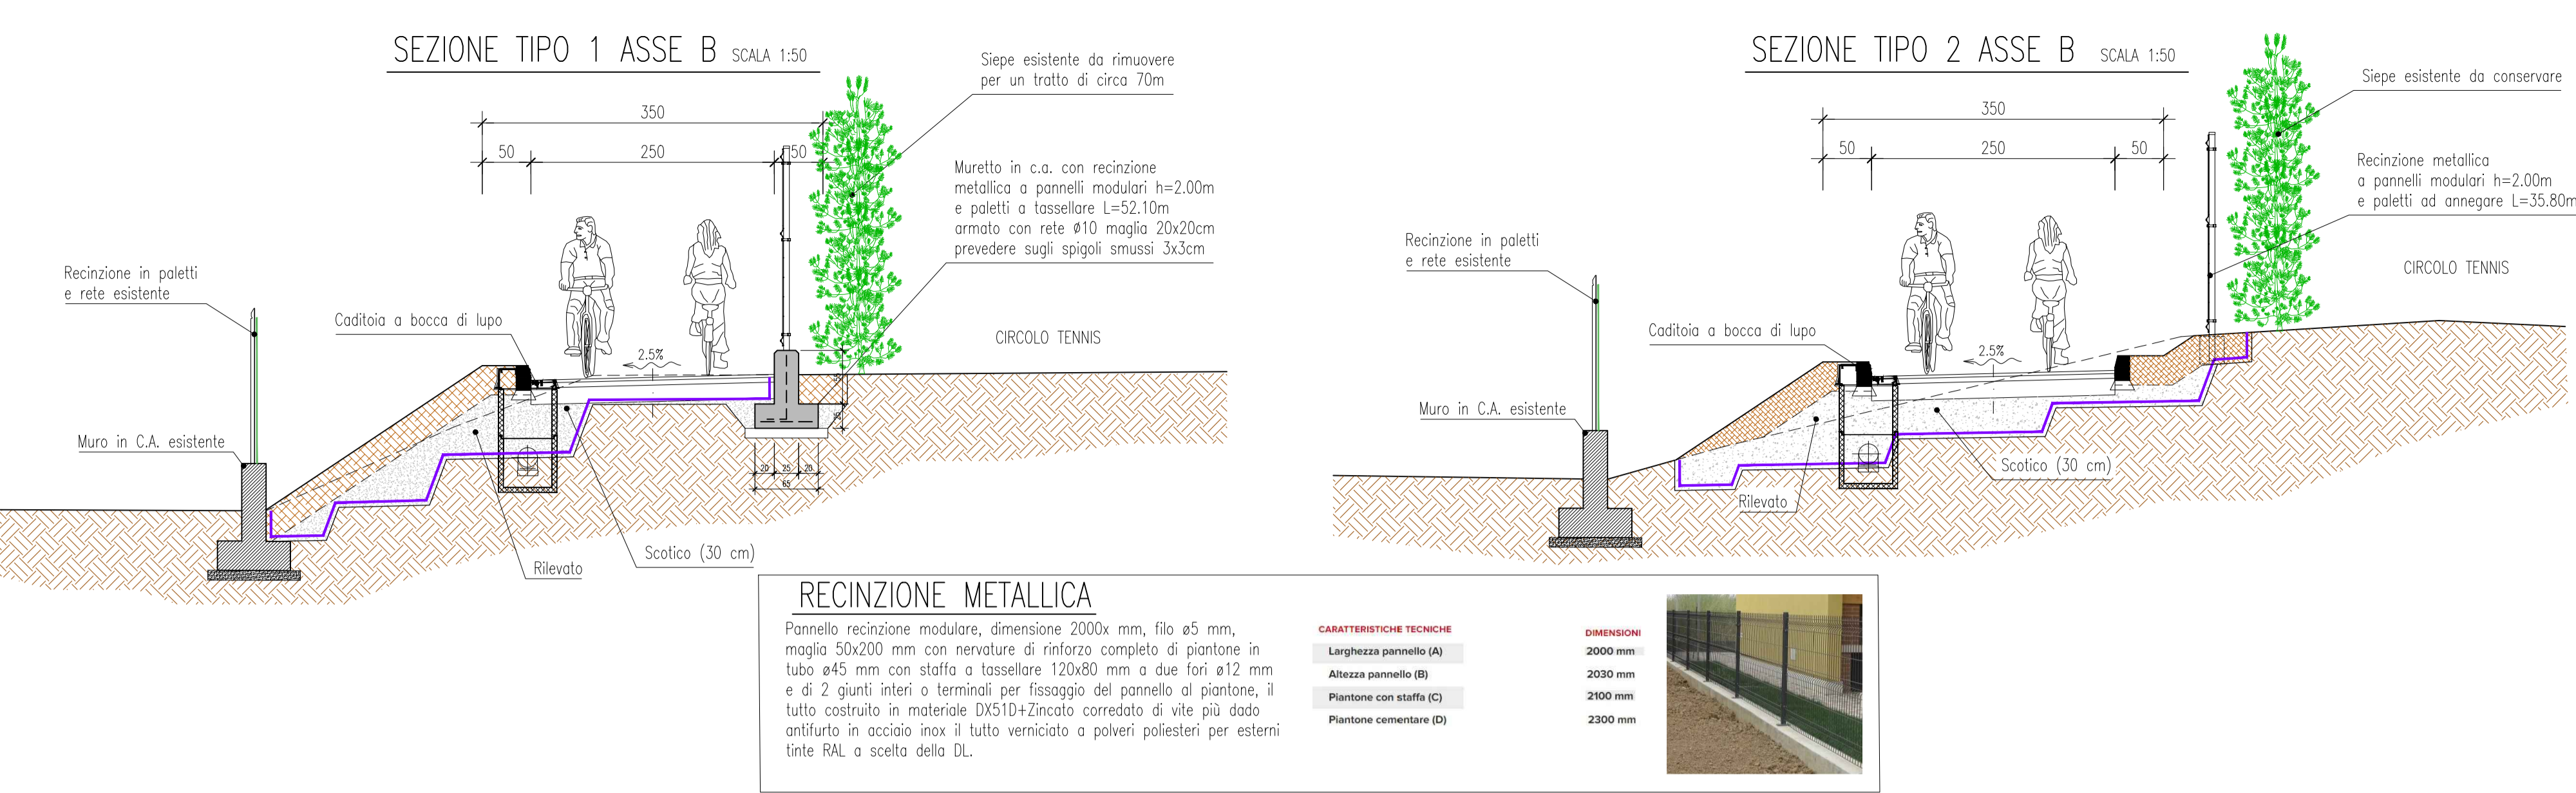 SEZIONE TIPO 1 ASSE B SCALA 1:50
350
50 250 50
Siepe esistente da rimuovere
per un tratto di circa 70m
Muretto in c.a. con recinzione
metallica a pannelli modulari h=2.00m
e paletti a tassellare L=52.10m
armato con rete Ø10 maglia 20x20cm
prevedere sugli spigoli smussi 3x3cm
Recinzione in paletti
e rete esistente
Caditoia a bocca di lupo
2.5%
CIRCOLO TENNIS
Muro in C.A. esistente
20 25 20
65
Scotico (30 cm)
Rilevato
SEZIONE TIPO 2 ASSE B SCALA 1:50
350
50 250 50
Siepe esistente da conservare
Recinzione metallica
a pannelli modulari h=2.00m
e paletti ad annegare L=35.80m
Recinzione in paletti
e rete esistente
CIRCOLO TENNIS
Caditoia a bocca di lupo
2.5%
Muro in C.A. esistente
Scotico (30 cm)
Rilevato
RECINZIONE METALLICA
Pannello recinzione modulare, dimensione 2000x mm, filo ø5 mm,
maglia 50x200 mm con nervature di rinforzo completo di piantone in
tubo ø45 mm con staffa a tassellare 120x80 mm a due fori ø12 mm
e di 2 giunti interi o terminali per fissaggio del pannello al piantone, il
tutto costruito in materiale DX51D+Zincato corredato di vite più dado
antifurto in acciaio inox il tutto verniciato a polveri poliesteri per esterni
tinte RAL a scelta della DL.
CARATTERISTICHE TECNICHE DIMENSIONI
Larghezza pannello (A) 2000 mm
Altezza pannello (B) 2030 mm
Piantone con staffa (C) 2100 mm
Piantone cementare (D) 2300 mm